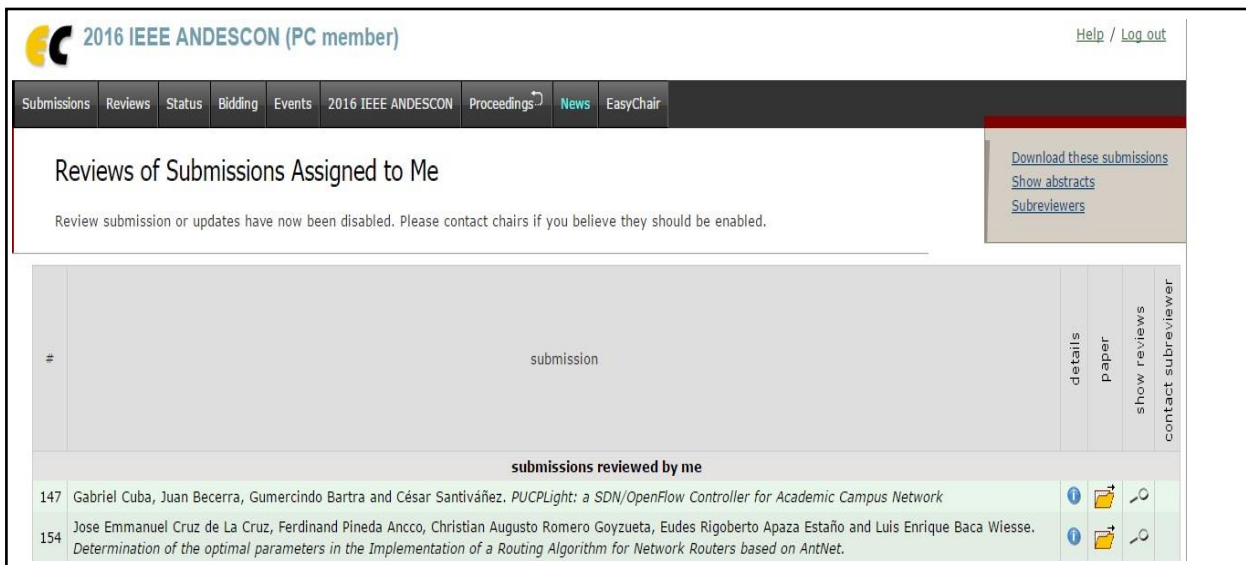 EC 2016 IEEE ANDESCON (PC member)
Help / Log out
Submissions Reviews Status Bidding Events 2016 IEEE ANDESCON Proceedings News EasyChair
Reviews of Submissions Assigned to Me
Review submission or updates have now been disabled. Please contact chairs if you believe they should be enabled.
Download these submissions
Show abstracts
Subreviewers
# submission details paper show reviews contact subreviewer
submissions reviewed by me
147 Gabriel Cuba, Juan Becerra, Gumercindo Bartra and César Santiváñez. PUCPLight: a SDN/OpenFlow Controller for Academic Campus Network
154 Jose Emmanuel Cruz de La Cruz, Ferdinand Pineda Ancco, Christian Augusto Romero Goyzueta, Eudes Rigoberto Apaza Estaño and Luis Enrique Baca Wiesse.
Determination of the optimal parameters in the Implementation of a Routing Algorithm for Network Routers based on AntNet.